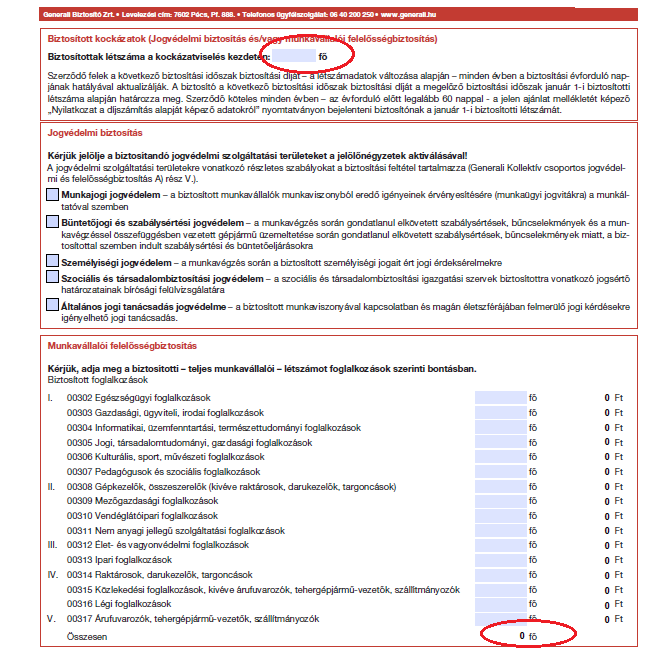 Generali Biztosító Zrt. • Levelezési cím: 7602 Pécs, Pf. 888. • Telefonos ügyfélszolgálat: 06 40 200 250 • www.generali.hu
Biztosított kockázatok (Jogvédelmi biztosítás és/vagy munkavállalói felelősségbiztosítás)
Biztosítottak létszáma a kockázatviselés kezdetén: fő
Szerződő felek a következő biztosítási időszak biztosítási díját – a létszámadatok változása alapján – minden évben a biztosítási évforduló nap-
jának hatályával aktualizálják. A biztosító a következő biztosítási időszak biztosítási díját a megelőző biztosítási időszak január 1-i biztosítotti
létszáma alapján határozza meg. Szerződő köteles minden évben – az évforduló előtt legalább 60 nappal - a jelen ajánlat mellékletét képező
„Nyilatkozat a díjszámítás alapját képező adatokról” nyomtatványon bejelenteni biztosítónak a január 1-i biztosítotti létszámot.
Jogvédelmi biztosítás
Kérjük jelölje a biztosítandó jogvédelmi szolgáltatási területeket a jelölőnégyzetek aktiválásával!
A jogvédelmi szolgáltatási területekre vonatkozó részletes szabályokat a biztosítási feltétel tartalmazza (Generali Kollektív csoportos jogvédel-
mi és felelősségbiztosítás A) rész V.).
Munkajogi jogvédelem – a biztosított munkavállalók munkaviszonyból eredő igényeinek érvényesítésére (munkaügyi jogvitákra) a munkál-
tatóval szemben
Büntetőjogi és szabálysértési jogvédelem – a munkavégzés során gondatlanul elkövetett szabálysértések, bűncselekmények és a mun-
kavégzéssel összefüggésben vezetett gépjármű üzemeltetése során gondatlanul elkövetett szabálysértések, bűncselekmények miatt, a biz-
tosítottal szemben indult szabálysértési és büntetőeljárásokra
Személyiségi jogvédelem – a munkavégzés során a biztosított személyiségi jogait ért jogi érdeksérelmekre
Szociális és társadalombiztosítási jogvédelem – a szociális és társadalombiztosítási igazgatási szervek biztosítottra vonatkozó jogsértő
határozatainak bírósági felülvizsgálatára
Általános jogi tanácsadás jogvédelme – a biztosított munkaviszonyával kapcsolatban és magán életszférájában felmerülő jogi kérdésekre
igényelhető jogi tanácsadás.
Munkavállalói felelősségbiztosítás
Kérjük, adja meg a biztosítotti – teljes munkavállalói – létszámot foglalkozások szerinti bontásban.
Biztosított foglalkozások
I. 00302 Egészségügyi foglalkozások fő 0 Ft
00303 Gazdasági, ügyviteli, irodai foglalkozások fő 0 Ft
00304 Informatikai, üzemfenntartási, természettudományi foglalkozások fő 0 Ft
00305 Jogi, társadalomtudományi, gazdasági foglalkozások fő 0 Ft
00306 Kulturális, sport, művészeti foglalkozások fő 0 Ft
00307 Pedagógusok és szociális foglalkozások fő 0 Ft
II. 00308 Gépkezelők, összeszerelők (kivéve raktárosok, darukezelők, targoncások) fő 0 Ft
00309 Mezőgazdasági foglalkozások fő 0 Ft
00310 Vendéglátóipari foglalkozások fő 0 Ft
00311 Nem anyagi jellegű szolgáltatási foglalkozások fő 0 Ft
III. 00312 Élet- és vagyonvédelmi foglalkozások fő 0 Ft
00313 Ipari foglalkozások fő 0 Ft
IV. 00314 Raktárosok, darukezelők, targoncások fő 0 Ft
00315 Közlekedési foglalkozások, kivéve árufuvarozók, tehergépjármű-vezetők, szállítmányozók fő 0 Ft
00316 Légi foglalkozások fő 0 Ft
V. 00317 Árufuvarozók, tehergépjármű-vezetők, szállítmányozók fő 0 Ft
Összesen 0 fő